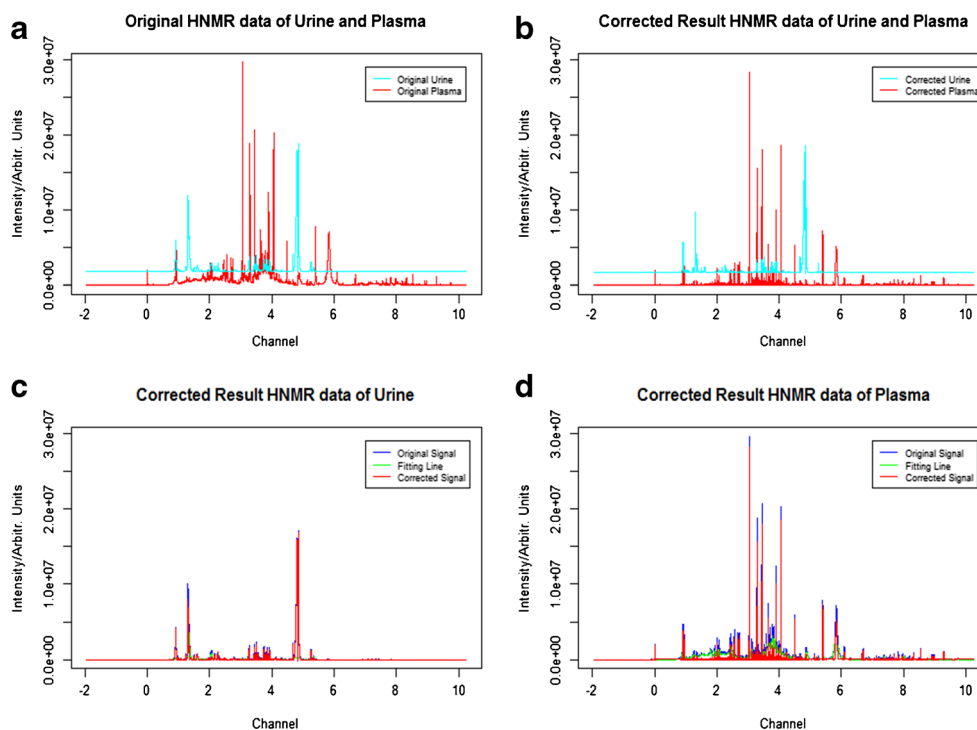 a
Original HNMR data of Urine and Plasma
Intensity/Arbitr. Units
0.0e+00
1.0e+07
2.0e+07
3.0e+07
Original Urine
Original Plasma
-2 0 2 4 6 8 10
Channel
b
Corrected Result HNMR data of Urine and Plasma
Intensity/Arbitr. Units
0.0e+00
1.0e+07
2.0e+07
3.0e+07
Corrected Urine
Corrected Plasma
-2 0 2 4 6 8 10
Channel
c
Corrected Result HNMR data of Urine
Intensity/Arbitr. Units
0.0e+00
1.0e+07
2.0e+07
3.0e+07
Original Signal
Fitting Line
Corrected Signal
-2 0 2 4 6 8 10
Channel
d
Corrected Result HNMR data of Plasma
Intensity/Arbitr. Units
0.0e+00
1.0e+07
2.0e+07
3.0e+07
Original Signal
Fitting Line
Corrected Signal
-2 0 2 4 6 8 10
Channel